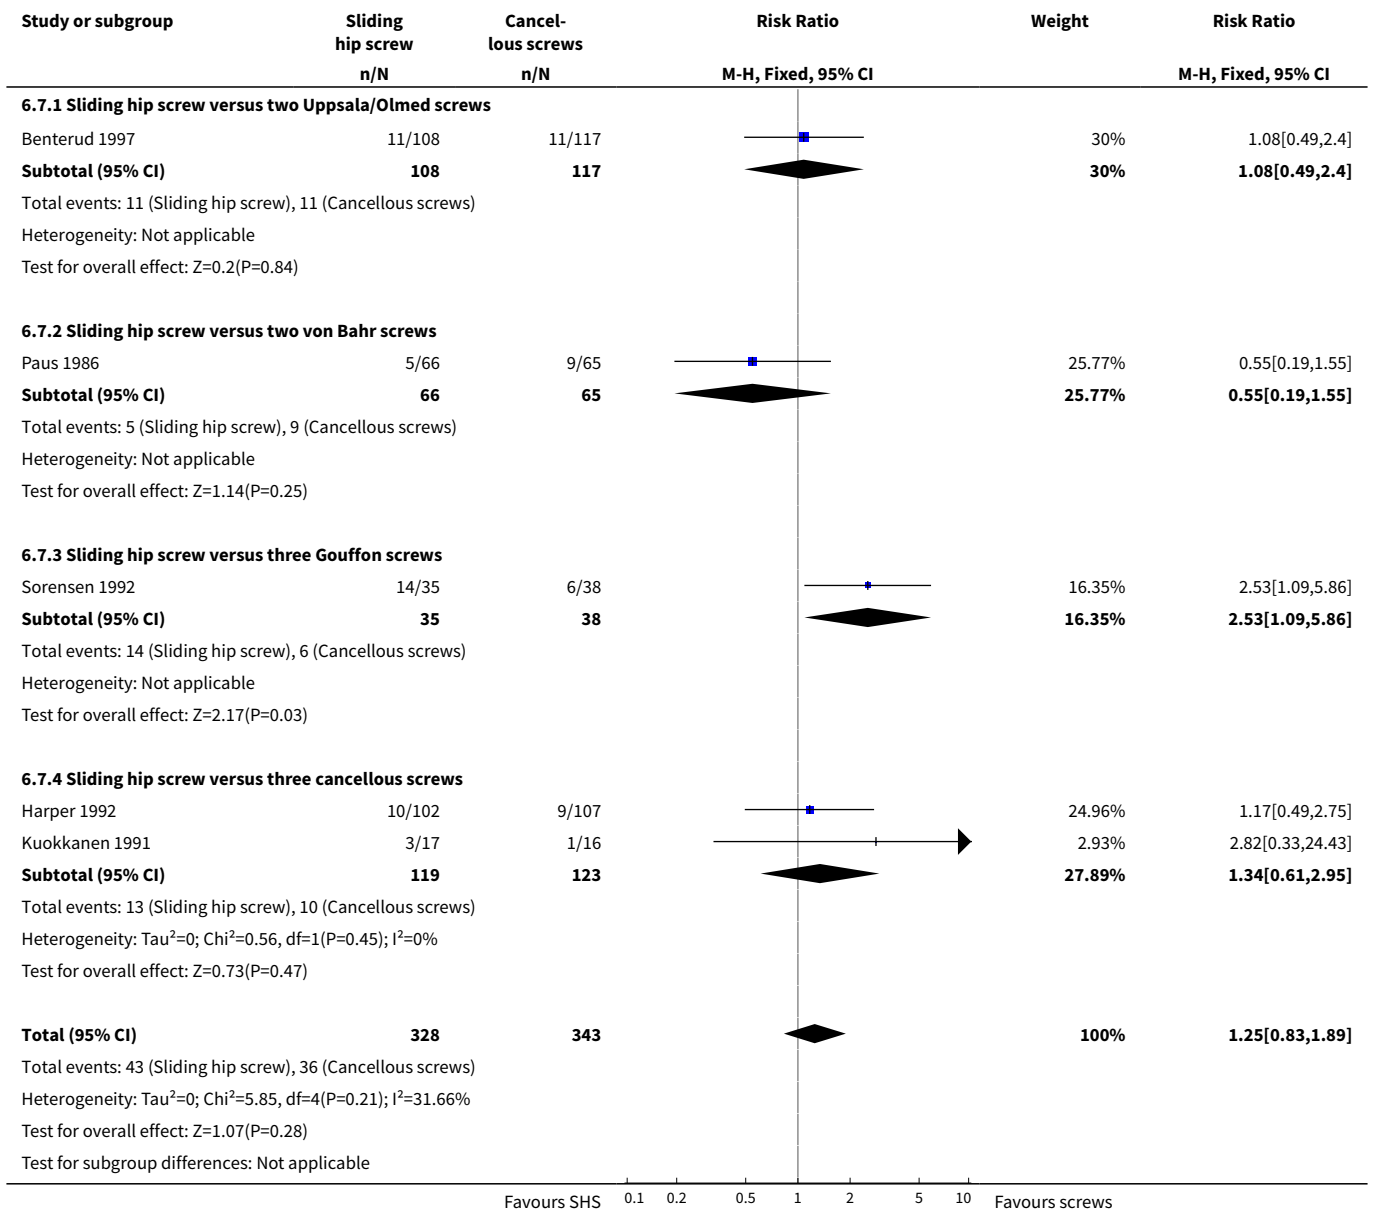 Study or subgroup Sliding Cancel- Risk Ratio Weight Risk Ratio
hip screw lous screws
n/N n/N M-H, Fixed, 95% CI M-H, Fixed, 95% CI
6.7.1 Sliding hip screw versus two Uppsala/Olmed screws
Benterud 1997 11/108 11/117 30% 1.08[0.49,2.4]
Subtotal (95% CI) 108 117 30% 1.08[0.49,2.4]
Total events: 11 (Sliding hip screw), 11 (Cancellous screws)
Heterogeneity: Not applicable
Test for overall effect: Z=0.2(P=0.84)
6.7.2 Sliding hip screw versus two von Bahr screws
Paus 1986 5/66 9/65 25.77% 0.55[0.19,1.55]
Subtotal (95% CI) 66 65 25.77% 0.55[0.19,1.55]
Total events: 5 (Sliding hip screw), 9 (Cancellous screws)
Heterogeneity: Not applicable
Test for overall effect: Z=1.14(P=0.25)
6.7.3 Sliding hip screw versus three Gouffon screws
Sorensen 1992 14/35 6/38 16.35% 2.53[1.09,5.86]
Subtotal (95% CI) 35 38 16.35% 2.53[1.09,5.86]
Total events: 14 (Sliding hip screw), 6 (Cancellous screws)
Heterogeneity: Not applicable
Test for overall effect: Z=2.17(P=0.03)
6.7.4 Sliding hip screw versus three cancellous screws
Harper 1992 10/102 9/107 24.96% 1.17[0.49,2.75]
Kuokkanen 1991 3/17 1/16 2.93% 2.82[0.33,24.43]
Subtotal (95% CI) 119 123 27.89% 1.34[0.61,2.95]
Total events: 13 (Sliding hip screw), 10 (Cancellous screws)
Heterogeneity: Tau²=0; Chi²=0.56, df=1(P=0.45); I²=0%
Test for overall effect: Z=0.73(P=0.47)
Total (95% CI) 328 343 100% 1.25[0.83,1.89]
Total events: 43 (Sliding hip screw), 36 (Cancellous screws)
Heterogeneity: Tau²=0; Chi²=5.85, df=4(P=0.21); I²=31.66%
Test for overall effect: Z=1.07(P=0.28)
Test for subgroup differences: Not applicable
Favours SHS 0.1 0.2 0.5 1 2 5 10 Favours screws